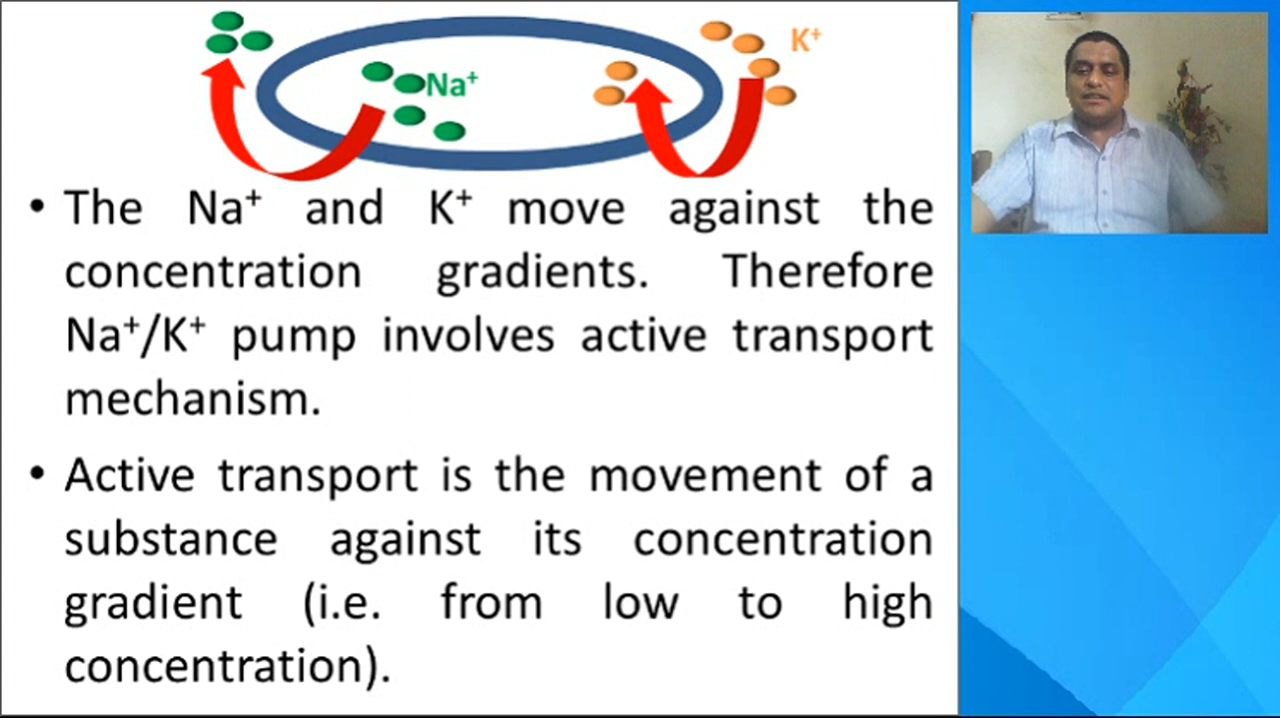 K⁺
Na⁺
• The Na⁺ and K⁺ move against the
concentration gradients. Therefore
Na⁺/K⁺ pump involves active transport
mechanism.
• Active transport is the movement of a
substance against its concentration
gradient (i.e. from low to high
concentration).